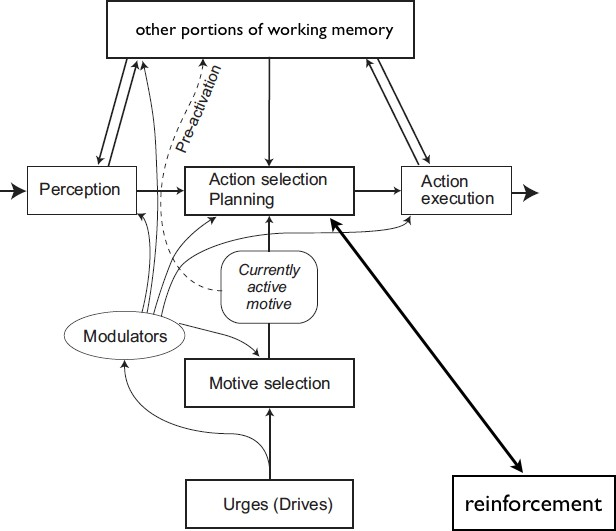 other portions of working memory
Pre-activation
Perception
Action selection
Planning
Action
execution
Currently
active
motive
Modulators
Motive selection
Urges (Drives)
reinforcement